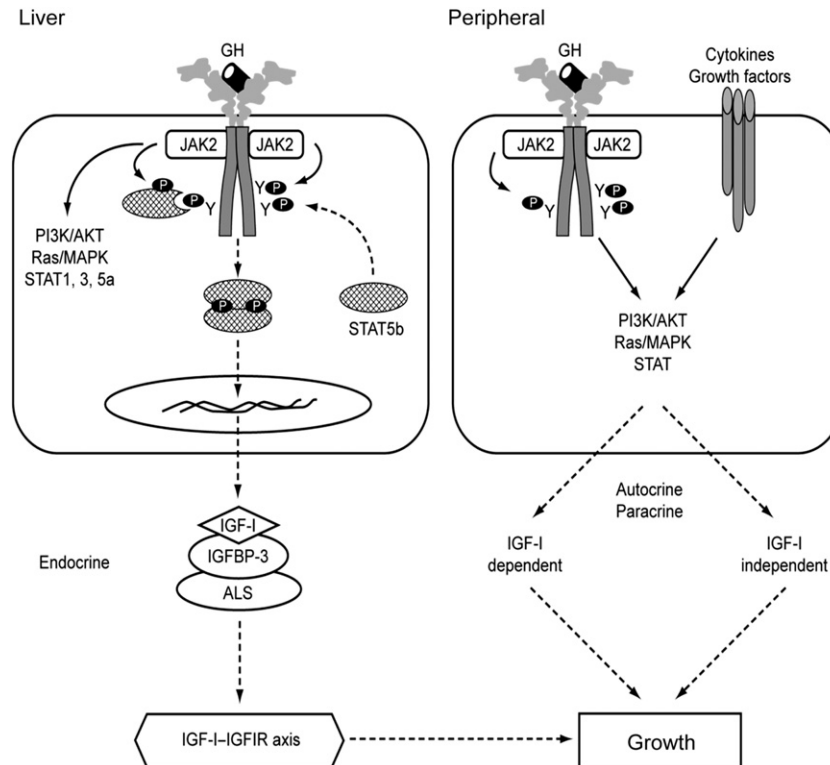 Liver
GH
JAK2
JAK2
P
P
Y
Y
P
Y
P
PI3K/AKT
Ras/MAPK
STAT1, 3, 5a
P
P
STAT5b
Endocrine
IGF-I
IGFBP-3
ALS
IGF-I–IGFIR axis
Peripheral
GH
Cytokines
Growth factors
JAK2
JAK2
P
Y
Y
P
Y
P
PI3K/AKT
Ras/MAPK
STAT
Autocrine
Paracrine
IGF-I
dependent
IGF-I
independent
Growth